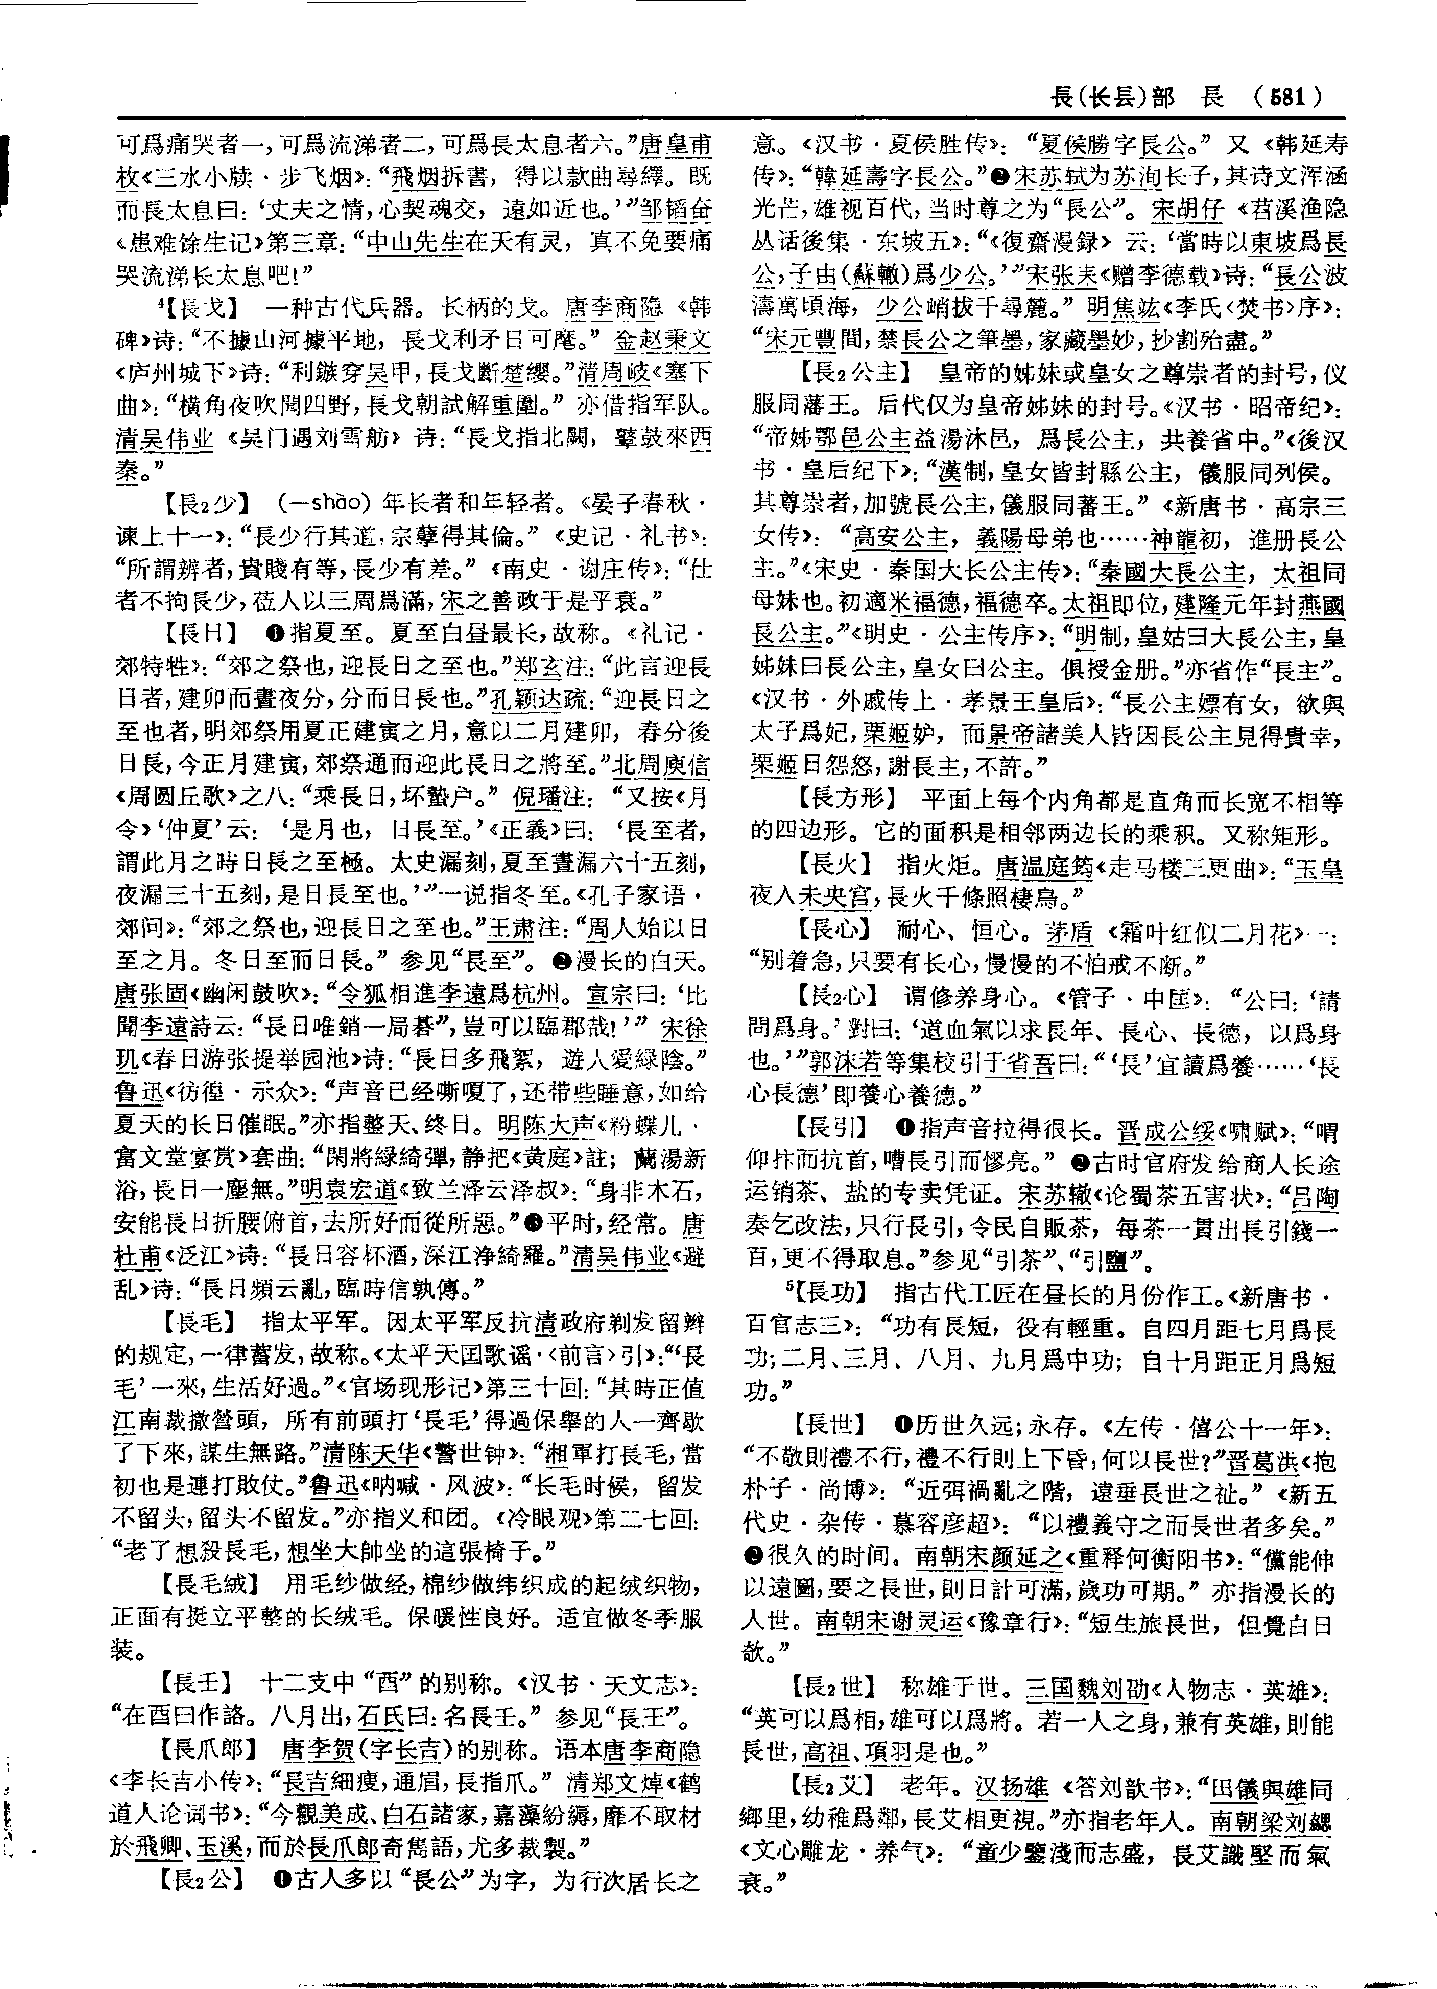 長(长镸)部　長　(581)
可爲痛哭者一，可爲流涕者二，可爲長太息者六。”唐皇甫
枚《三水小牍·步飞烟》：“飛烟拆書，得以款曲尋繹。既
而長太息曰：‘丈夫之情，心契魂交，遠如近也。’”邹韬奋
《患难馀生记》第三章：“中山先生在天有灵，真不免要痛
哭流涕长太息吧！”
⁴【長戈】　一种古代兵器。长柄的戈。唐李商隐《韩
碑》诗：“不據山河據平地，長戈利矛日可麾。”金赵秉文
《庐州城下》诗：“利鏃穿吴甲，長戈斷楚缨。”清周岐《塞下
曲》：“横角夜吹閲四野，長戈朝試解重圍。”亦借指军队。
清吴伟业《吴门遇刘雪舫》诗：“長戈指北闕，鼙鼓來西
秦。”
【長₂少】　(—shào)年长者和年轻者。《晏子春秋·
谏上十一》：“長少行其道，宗孽得其倫。”《史记·礼书》：
“所謂辨者，貴賤有等，長少有差。”《南史·谢庄传》：“仕
者不拘長少，莅人以三周爲滿，宋之善政于是乎衰。”
【長日】　❶指夏至。夏至白昼最长，故称。《礼记·
郊特牲》：“郊之祭也，迎長日之至也。”郑玄注：“此言迎長
日者，建卯而晝夜分，分而日長也。”孔颖达疏：“迎長日之
至也者，明郊祭用夏正建寅之月，意以二月建卯，春分後
日長，今正月建寅，郊祭通而迎此長日之將至。”北周庾信
《周圆丘歌》之八：“乘長日，坏蟄户。”倪璠注：“又按《月
令》‘仲夏’云：‘是月也，日長至。’《正義》曰：‘長至者，
謂此月之時日長之至極。太史漏刻，夏至晝漏六十五刻，
夜漏三十五刻，是日長至也。’”一说指冬至。《孔子家语·
郊问》：“郊之祭也，迎長日之至也。”王肃注：“周人始以日
至之月。冬日至而日長。”参见“長至”。❷漫长的白天。
唐张固《幽闲鼓吹》：“令狐相進李遠爲杭州。宣宗曰：‘比
聞李遠詩云：“長日唯銷一局碁”，豈可以臨郡哉！’”宋徐
玑《春日游张提举园池》诗：“長日多飛絮，遊人愛緑陰。”
鲁迅《彷徨·示众》：“声音已经嘶嗄了，还带些睡意，如给
夏天的长日催眠。”亦指整天、终日。明陈大声《粉蝶儿·
富文堂宴赏》套曲：“閑將緑綺彈，静把《黄庭》註；蘭湯新
浴，長日一塵無。”明袁宏道《致兰泽云泽叔》：“身非木石，
安能長日折腰俯首，去所好而從所惡。”❸平时，经常。唐
杜甫《泛江》诗：“長日容杯酒，深江浄綺羅。”清吴伟业《避
乱》诗：“長日頻云亂，臨時信孰傳。”
【長毛】　指太平军。因太平军反抗清政府剃发留辫
的规定，一律蓄发，故称。《太平天囯歌谣·〈前言〉引》：“‘長
毛’一來，生活好過。”《官场现形记》第三十回：“其時正值
江南裁撤營頭，所有前頭打‘長毛’得過保舉的人一齊歇
了下來，謀生無路。”清陈天华《警世钟》：“湘軍打長毛，當
初也是連打敗仗。”鲁迅《呐喊·风波》：“长毛时候，留发
不留头，留头不留发。”亦指义和团。《冷眼观》第二七回：
“老了想殺長毛，想坐大帥坐的這張椅子。”
【長毛绒】　用毛纱做经，棉纱做纬织成的起绒织物，
正面有挺立平整的长绒毛。保暖性良好。适宜做冬季服
装。
【長壬】　十二支中“酉”的别称。《汉书·天文志》：
“在酉曰作詻。八月出，石氏曰：名長壬。”参见“長王”。
【長爪郎】　唐李贺(字长吉)的别称。语本唐李商隐
《李长吉小传》：“長吉細瘦，通眉，長指爪。”清郑文焯《鹤
道人论词书》：“今觀美成、白石諸家，嘉藻紛縟，靡不取材
於飛卿、玉溪，而於長爪郎奇雋語，尤多裁製。”
【長₂公】　❶古人多以“長公”为字，为行次居长之
意。《汉书·夏侯胜传》：“夏侯勝字長公。”又《韩延寿
传》：“韓延壽字長公。”❷宋苏轼为苏洵长子，其诗文浑涵
光芒，雄视百代，当时尊之为“長公”。宋胡仔《苕溪渔隐
丛话後集·东坡五》：“《復齋漫録》云：‘當時以東坡爲長
公，子由(蘇轍)爲少公。’”宋张耒《赠李德载》诗：“長公波
濤萬頃海，少公峭拔千尋麓。”明焦竑《李氏〈焚书〉序》：
“宋元豐間，禁長公之筆墨，家藏墨妙，抄割殆盡。”
【長₂公主】　皇帝的姊妹或皇女之尊崇者的封号，仪
服同藩王。后代仅为皇帝姊妹的封号。《汉书·昭帝纪》：
“帝姊鄂邑公主益湯沐邑，爲長公主，共養省中。”《後汉
书·皇后纪下》：“漢制，皇女皆封縣公主，儀服同列侯。
其尊崇者，加號長公主，儀服同蕃王。”《新唐书·高宗三
女传》：“高安公主，義陽母弟也……神龍初，進册長公
主。”《宋史·秦国大长公主传》：“秦國大長公主，太祖同
母妹也。初適米福德，福德卒。太祖即位，建隆元年封燕國
長公主。”《明史·公主传序》：“明制，皇姑曰大長公主，皇
姊妹曰長公主，皇女曰公主。俱授金册。”亦省作“長主”。
《汉书·外戚传上·孝景王皇后》：“長公主嫖有女，欲與
太子爲妃，栗姬妒，而景帝諸美人皆因長公主見得貴幸，
栗姬日怨怒，謝長主，不許。”
【長方形】　平面上每个内角都是直角而长宽不相等
的四边形。它的面积是相邻两边长的乘积。又称矩形。
【長火】　指火炬。唐温庭筠《走马楼三更曲》：“玉皇
夜入未央宫，長火千條照棲鳥。”
【長心】　耐心、恒心。茅盾《霜叶红似二月花》一：
“别着急，只要有长心，慢慢的不怕戒不断。”
【長₂心】　谓修养身心。《管子·中匡》：“公曰：‘請
問爲身。’對曰：‘道血氣以求長年、長心、長德，以爲身
也。’”郭沫若等集校引于省吾曰：“‘長’宜讀爲養……‘長
心長德’即養心養德。”
【長引】　❶指声音拉得很长。晋成公绥《啸赋》：“喟
仰抃而抗首，嘈長引而憀亮。”❷古时官府发给商人长途
运销茶、盐的专卖凭证。宋苏辙《论蜀茶五害状》：“吕陶
奏乞改法，只行長引，令民自販茶，每茶一貫出長引錢一
百，更不得取息。”参见“引茶”、“引鹽”。
⁵【長功】　指古代工匠在昼长的月份作工。《新唐书·
百官志三》：“功有長短，役有輕重。自四月距七月爲長
功；二月、三月、八月、九月爲中功；自十月距正月爲短
功。”
【長世】　❶历世久远；永存。《左传·僖公十一年》：
“不敬則禮不行，禮不行則上下昏，何以長世？”晋葛洪《抱
朴子·尚博》：“近弭禍亂之階，遠垂長世之祉。”《新五
代史·杂传·慕容彦超》：“以禮義守之而長世者多矣。”
❷很久的时间。南朝宋颜延之《重释何衡阳书》：“儻能仲
以遠圖，要之長世，則日計可滿，歲功可期。”亦指漫长的
人世。南朝宋谢灵运《豫章行》：“短生旅長世，但覺白日
欹。”
【長₂世】　称雄于世。三国魏刘劭《人物志·英雄》：
“英可以爲相，雄可以爲將。若一人之身，兼有英雄，則能
長世，高祖、項羽是也。”
【長₂艾】　老年。汉扬雄《答刘歆书》：“田儀與雄同
鄉里，幼稚爲鄰，長艾相更視。”亦指老年人。南朝梁刘勰
《文心雕龙·养气》：“童少鑒淺而志盛，長艾識堅而氣
衰。”